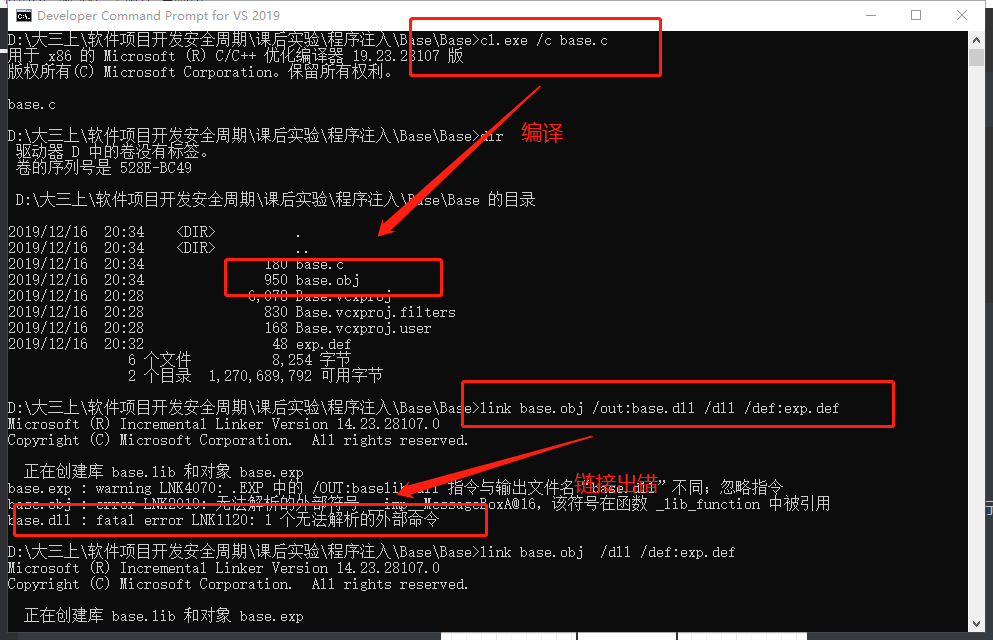 Developer Command Prompt for VS 2019
D:\大三上\软件项目开发安全周期\课后实验\程序注入\Base\Base>cl.exe /c base.c
用于 x86 的 Microsoft (R) C/C++ 优化编译器 19.23.28107 版
版权所有(C) Microsoft Corporation。保留所有权利。
base.c
D:\大三上\软件项目开发安全周期\课后实验\程序注入\Base\Base>dir
编译
驱动器 D 中的卷没有标签。
卷的序列号是 528E-BC49
D:\大三上\软件项目开发安全周期\课后实验\程序注入\Base\Base 的目录
2019/12/16  20:34    <DIR>          .
2019/12/16  20:34    <DIR>          ..
2019/12/16  20:34               180 base.c
2019/12/16  20:34               950 base.obj
2019/12/16  20:28             6,078 Base.vcxproj
2019/12/16  20:28               830 Base.vcxproj.filters
2019/12/16  20:28               168 Base.vcxproj.user
2019/12/16  20:32                48 exp.def
6 个文件          8,254 字节
2 个目录  1,270,689,792 可用字节
D:\大三上\软件项目开发安全周期\课后实验\程序注入\Base\Base>link base.obj /out:base.dll /dll /def:exp.def
Microsoft (R) Incremental Linker Version 14.23.28107.0
Copyright (C) Microsoft Corporation.  All rights reserved.
正在创建库 base.lib 和对象 base.exp
链接出错
base.exp : warning LNK4070: .EXP 中的 /OUT:baselib.dll 指令与输出文件名“base.dll”不同；忽略指令
base.obj : error LNK2019: 无法解析的外部符号 __imp__MessageBoxA@16，该符号在函数 _lib_function 中被引用
base.dll : fatal error LNK1120: 1 个无法解析的外部命令
D:\大三上\软件项目开发安全周期\课后实验\程序注入\Base\Base>link base.obj  /dll /def:exp.def
Microsoft (R) Incremental Linker Version 14.23.28107.0
Copyright (C) Microsoft Corporation.  All rights reserved.
正在创建库 base.lib 和对象 base.exp